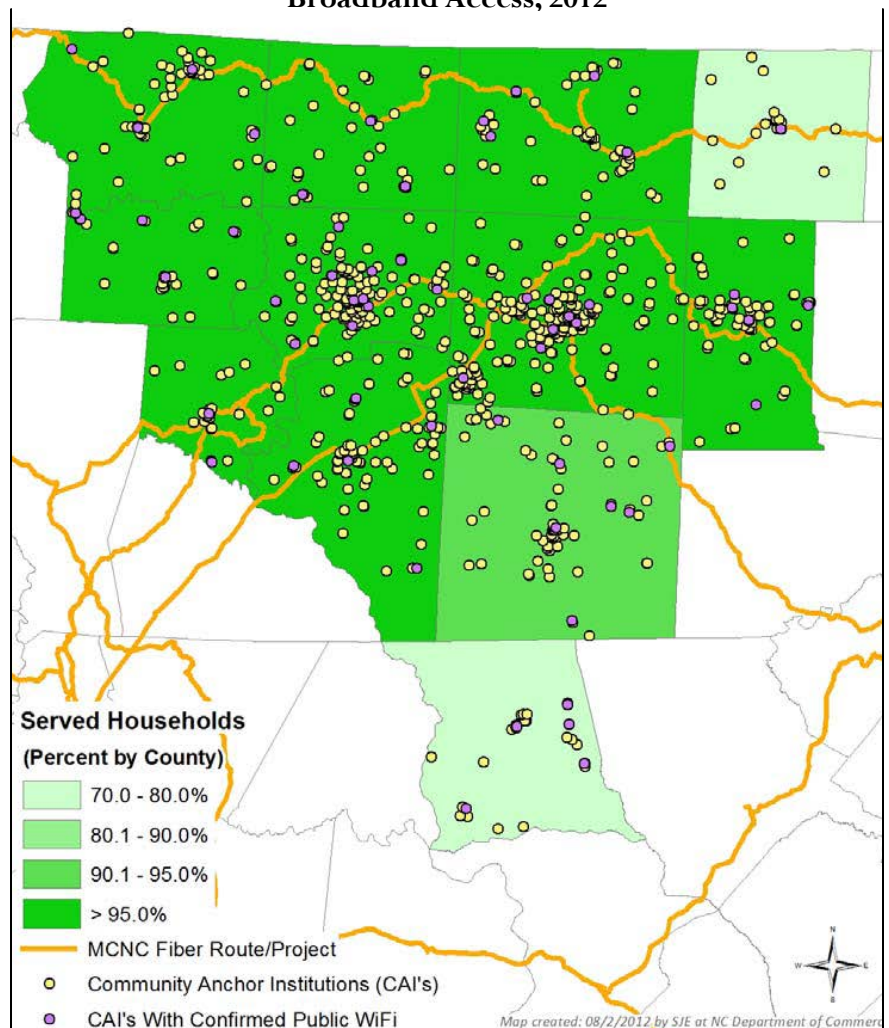 Broadband Access, 2012
Served Households
(Percent by County)
70.0 - 80.0%
80.1 - 90.0%
90.1 - 95.0%
> 95.0%
MCNC Fiber Route/Project
Community Anchor Institutions (CAI's)
CAI's With Confirmed Public WiFi
N
W E
S
Map created: 08/2/2012 by SJE at NC Department of Commerc